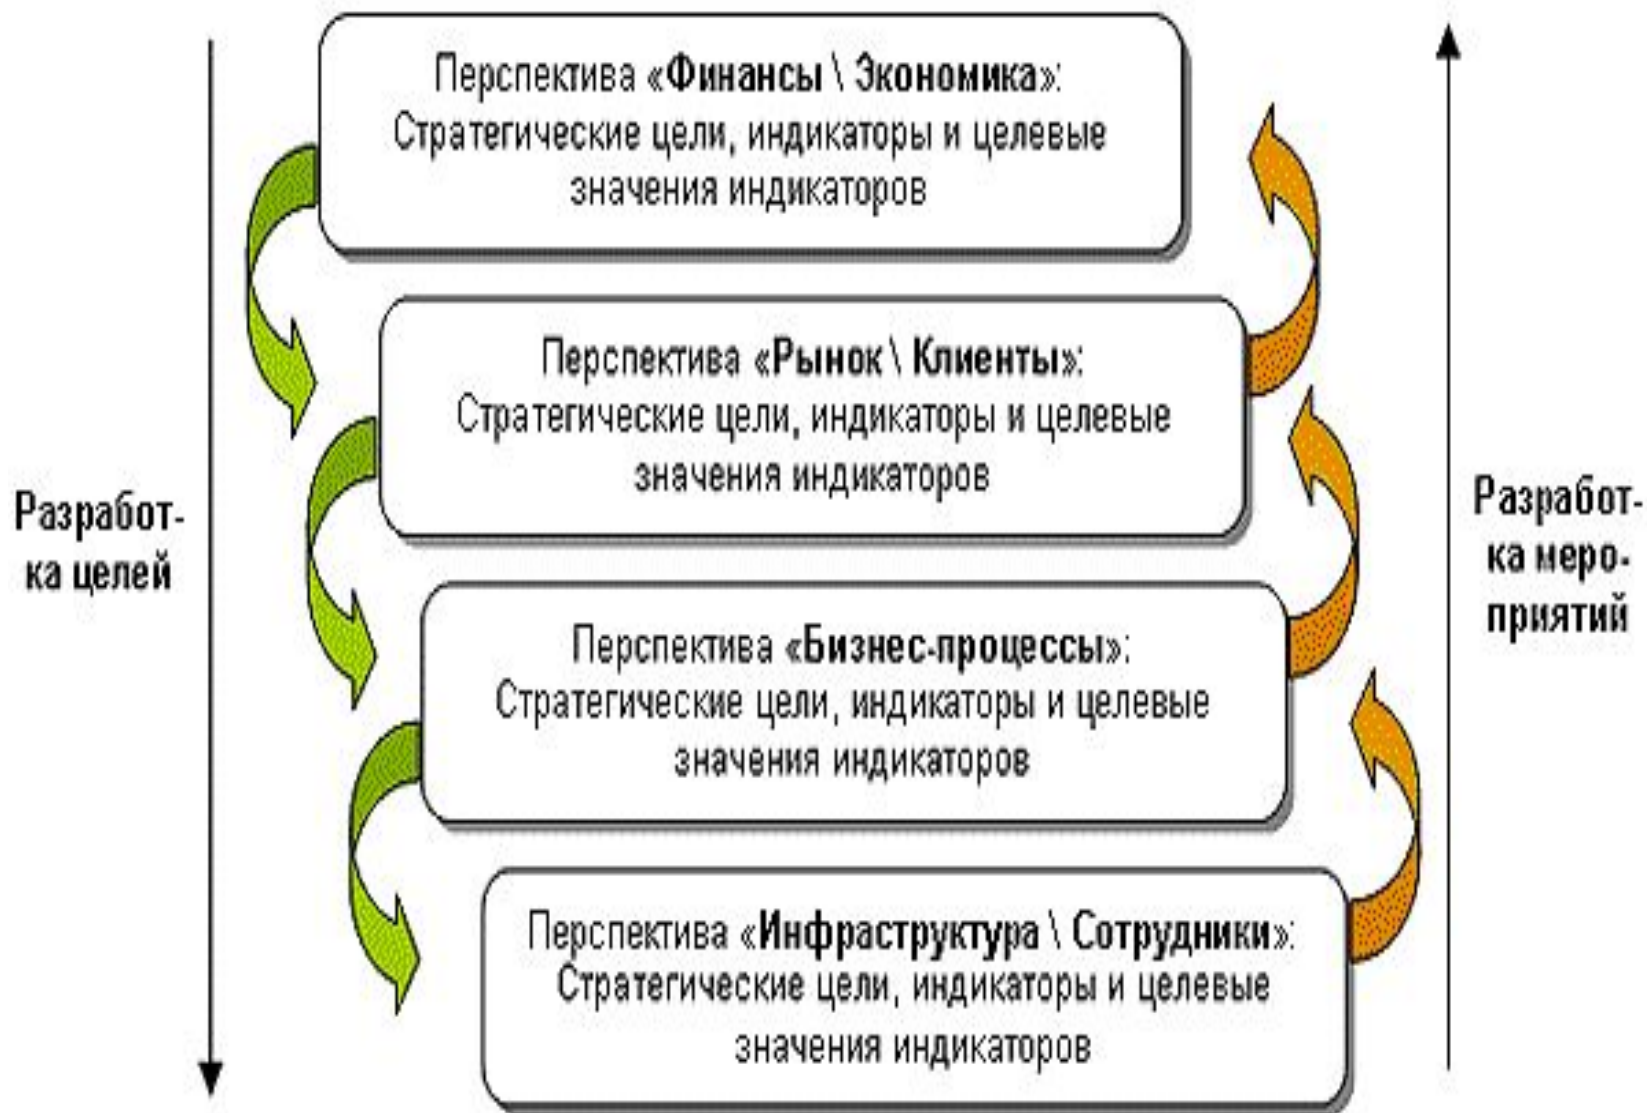 Перспектива «Финансы \ Экономика»:
Стратегические цели, индикаторы и целевые
значения индикаторов
Перспектива «Рынок \ Клиенты»:
Стратегические цели, индикаторы и целевые
значения индикаторов
Разработ-
ка целей
Разработ-
ка меро-
приятий
Перспектива «Бизнес-процессы»:
Стратегические цели, индикаторы и целевые
значения индикаторов
Перспектива «Инфраструктура \ Сотрудники»:
Стратегические цели, индикаторы и целевые
значения индикаторов